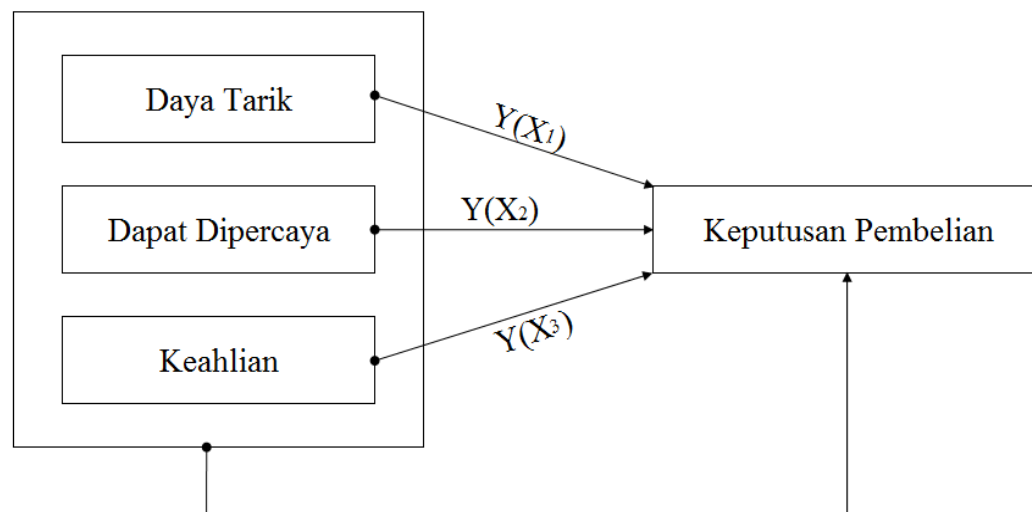 Daya Tarik
Y(X₁)
Dapat Dipercaya
Y(X₂)
Keputusan Pembelian
Keahlian
Y(X₃)